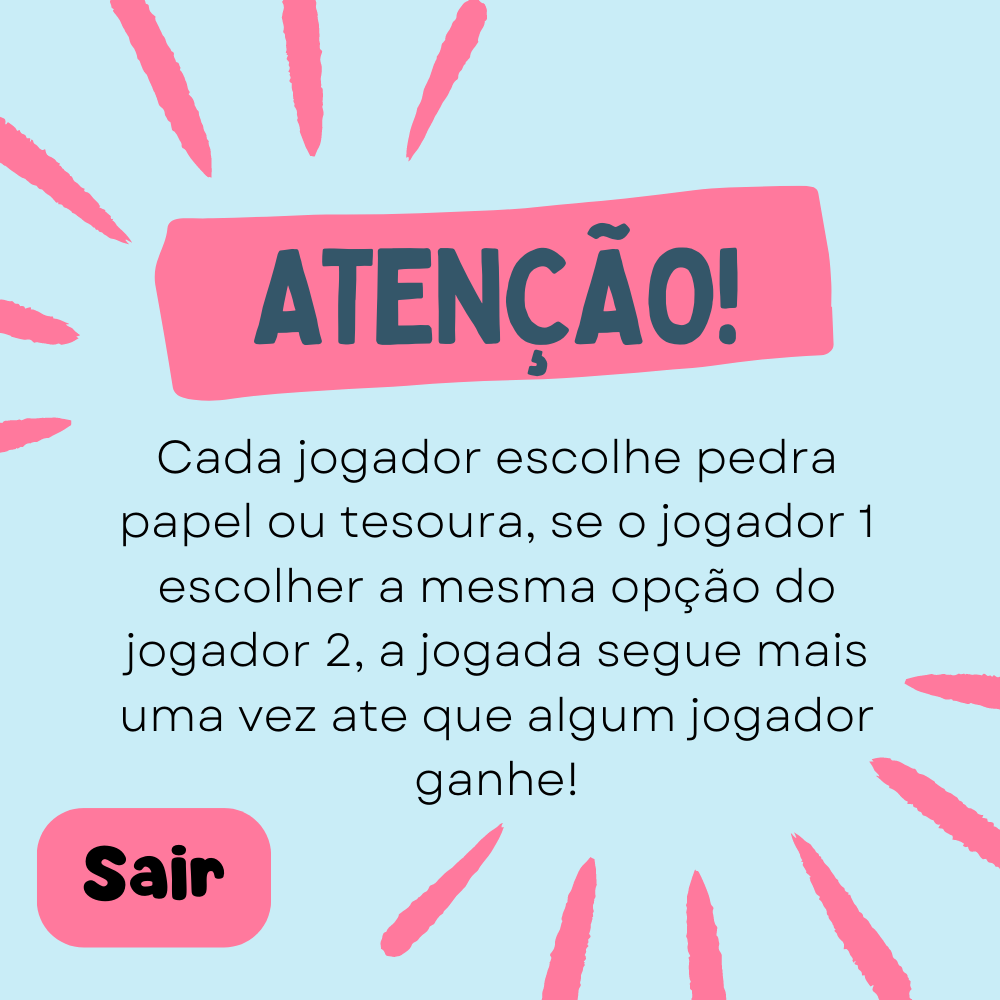 ATENÇÃO!
Cada jogador escolhe pedra
papel ou tesoura, se o jogador 1
escolher a mesma opção do
jogador 2, a jogada segue mais
uma vez ate que algum jogador
ganhe!
Sair